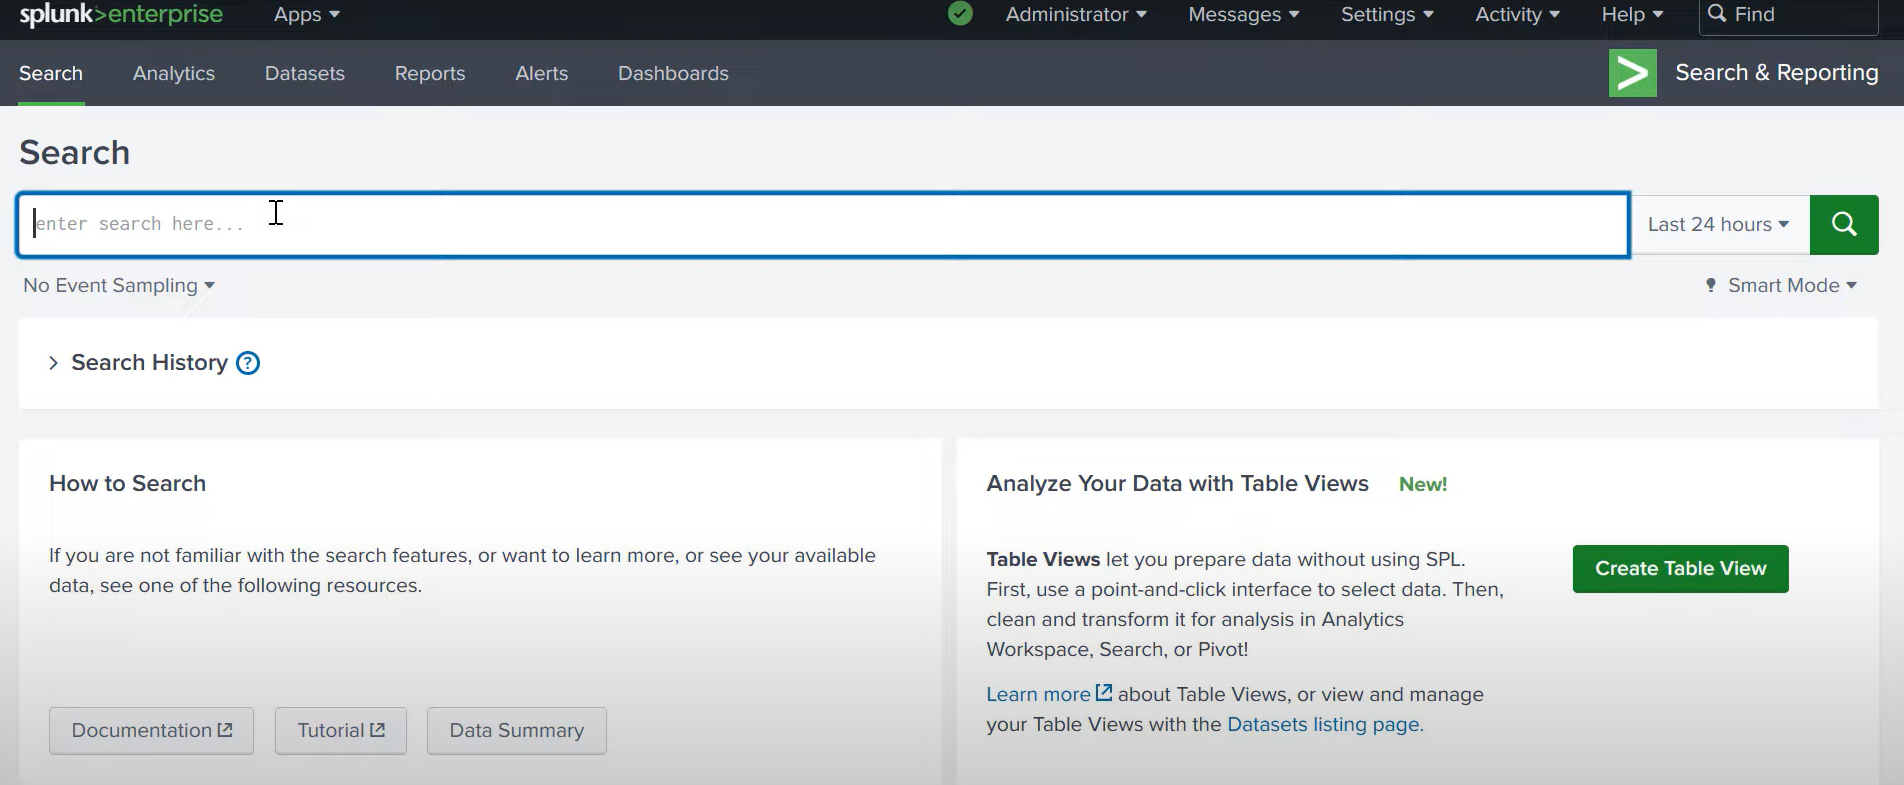 splunk>enterprise Apps Administrator Messages Settings Activity Help Find
Search Analytics Datasets Reports Alerts Dashboards > Search & Reporting
Search
enter search here... Last 24 hours
No Event Sampling Smart Mode
> Search History ?
How to Search
If you are not familiar with the search features, or want to learn more, or see your available
data, see one of the following resources.
Documentation Tutorial Data Summary
Analyze Your Data with Table Views New!
Table Views let you prepare data without using SPL.
First, use a point-and-click interface to select data. Then,
clean and transform it for analysis in Analytics
Workspace, Search, or Pivot!
Create Table View
Learn more about Table Views, or view and manage
your Table Views with the Datasets listing page.